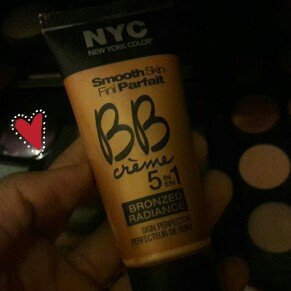 NYC
NEW YORK COLOR
Smooth Skin
Fini Parfait
BB
crème
5 EN 1
BRONZED
RADIANCE
SKIN PERFECTOR
PERFECTEUR DE TEINT